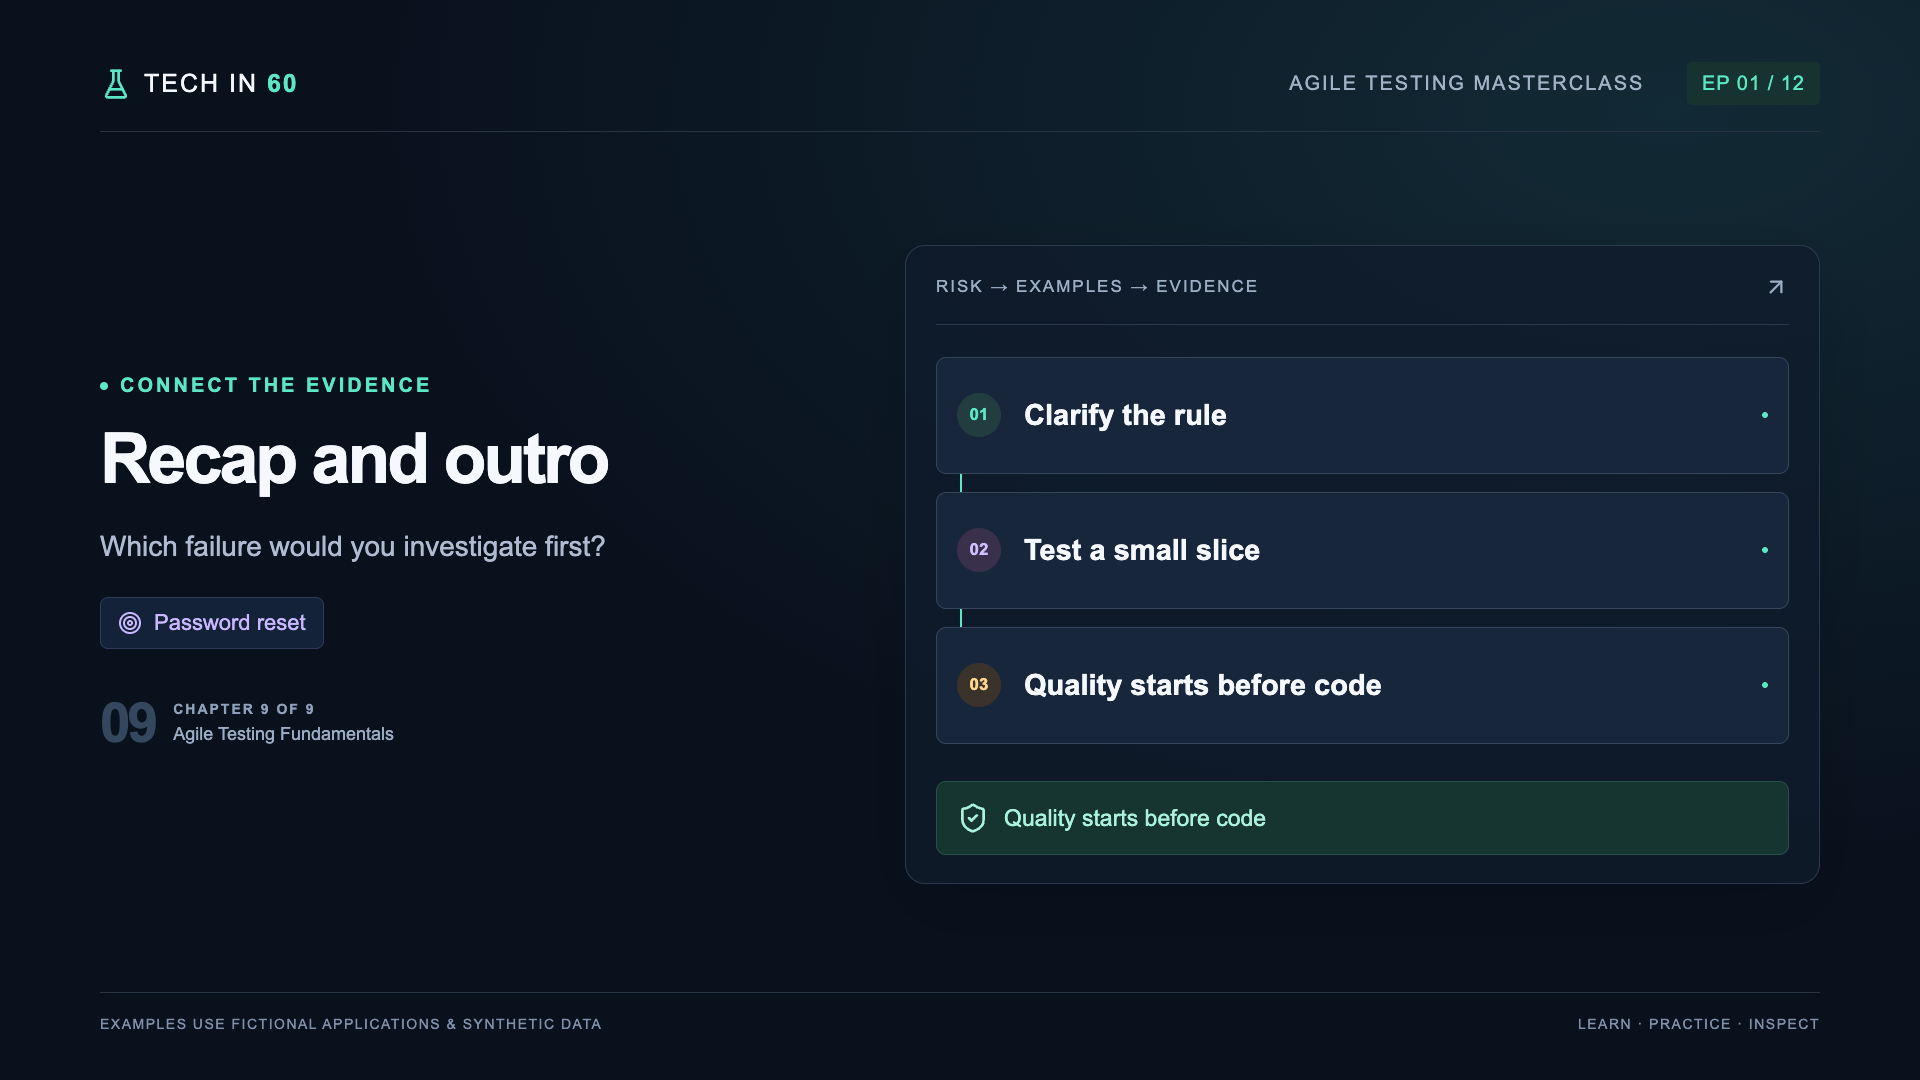 TECH IN 60
AGILE TESTING MASTERCLASS
EP 01 / 12
CONNECT THE EVIDENCE
Recap and outro
Which failure would you investigate first?
Password reset
09
CHAPTER 9 OF 9
Agile Testing Fundamentals
RISK → EXAMPLES → EVIDENCE
01
Clarify the rule
02
Test a small slice
03
Quality starts before code
Quality starts before code
EXAMPLES USE FICTIONAL APPLICATIONS & SYNTHETIC DATA
LEARN · PRACTICE · INSPECT